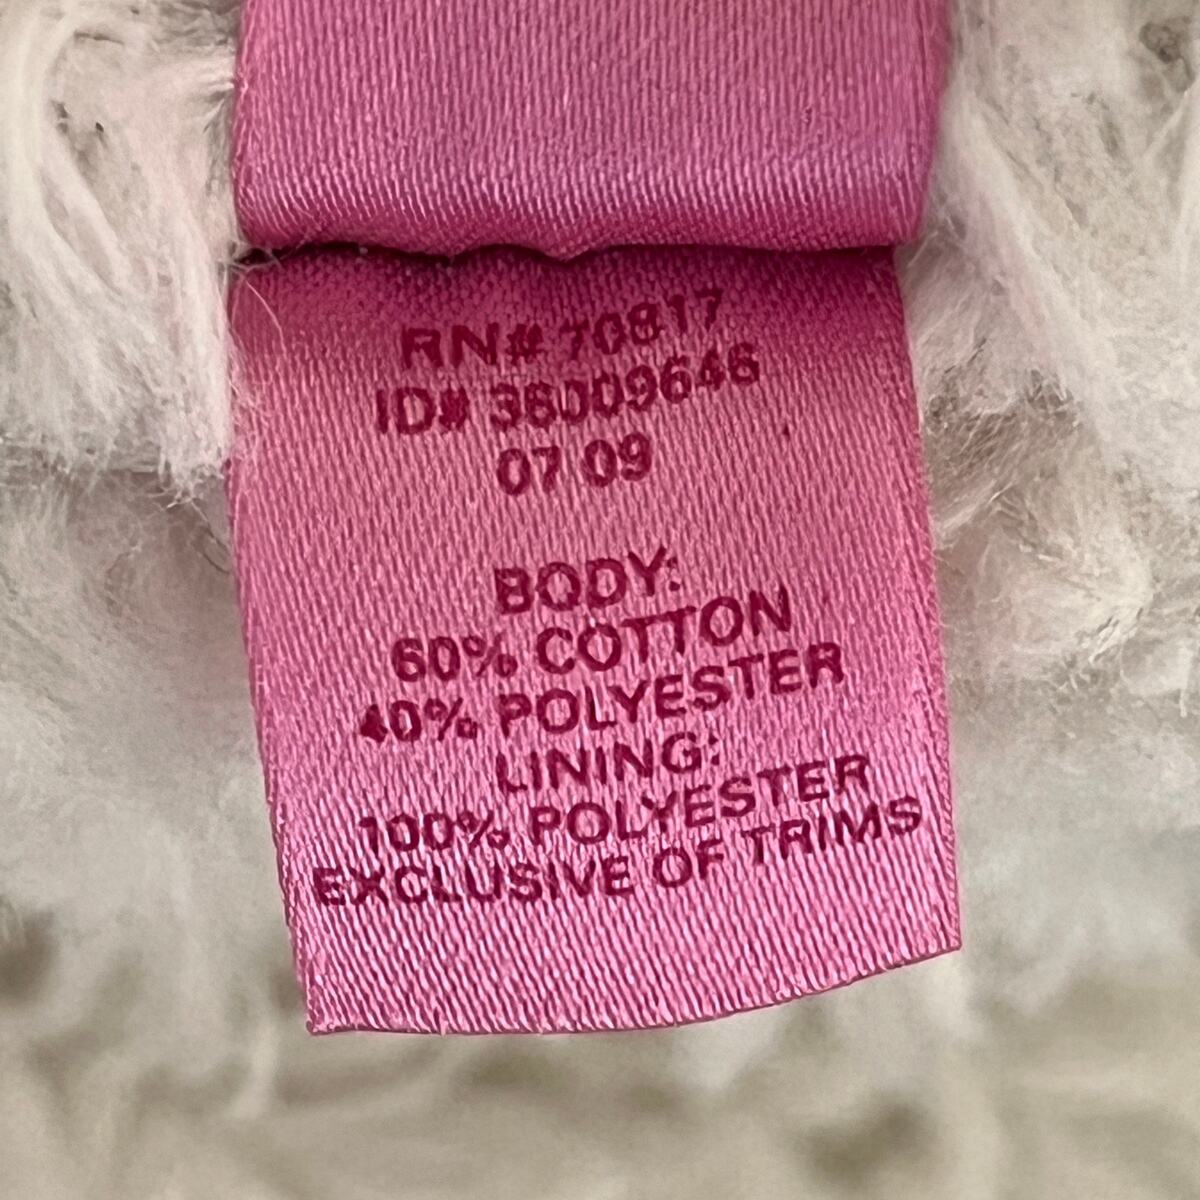 RN# 70817
ID# 36009646
07 09
BODY:
60% COTTON
40% POLYESTER
LINING:
100% POLYESTER
EXCLUSIVE OF TRIMS